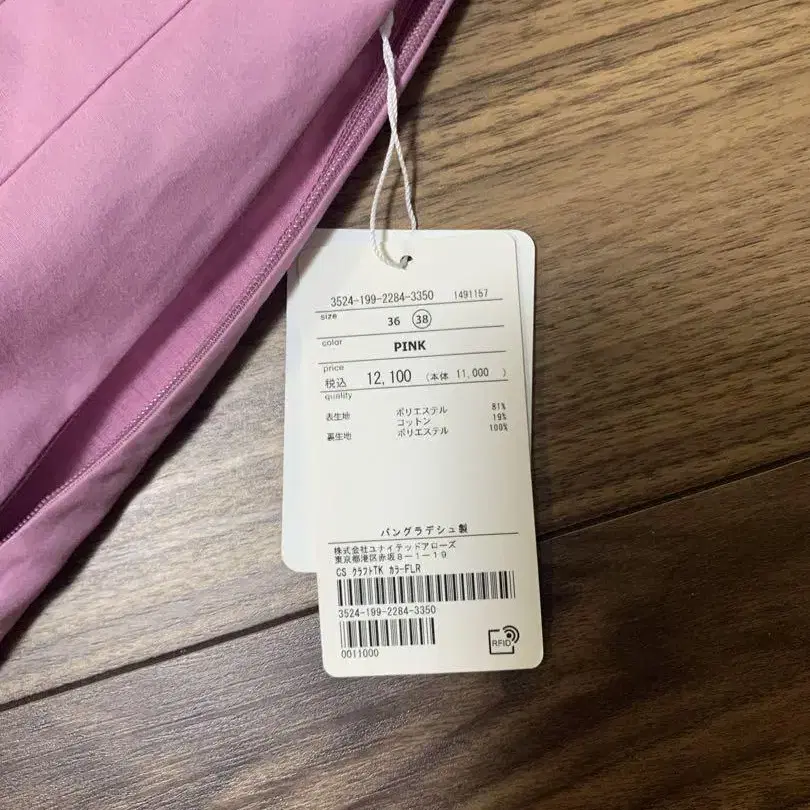 3524-199-2284-3350 1491157
size 36 38
color PINK
price
税込 12,100 (本体 11,000 )
quality
表生地 ポリエステル 81%
コットン 19%
裏生地 ポリエステル 100%
バングラデシュ製
株式会社ユナイテッドアローズ
東京都港区赤坂8-1-19
CS クラフトTK カラーFLR
3524-199-2284-3350
0011000
RFID